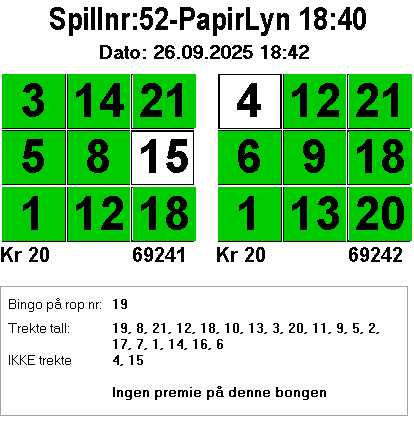 Spillnr:52-PapirLyn 18:40
Dato: 26.09.2025 18:42
3 14 21 4 12 21
5 8 15 6 9 18
1 12 18 1 13 20
Kr 20 69241 Kr 20 69242
Bingo på rop nr: 19
Trekte tall: 19, 8, 21, 12, 18, 10, 13, 3, 20, 11, 9, 5, 2,
17, 7, 1, 14, 16, 6
IKKE trekte 4, 15
Ingen premie på denne bongen